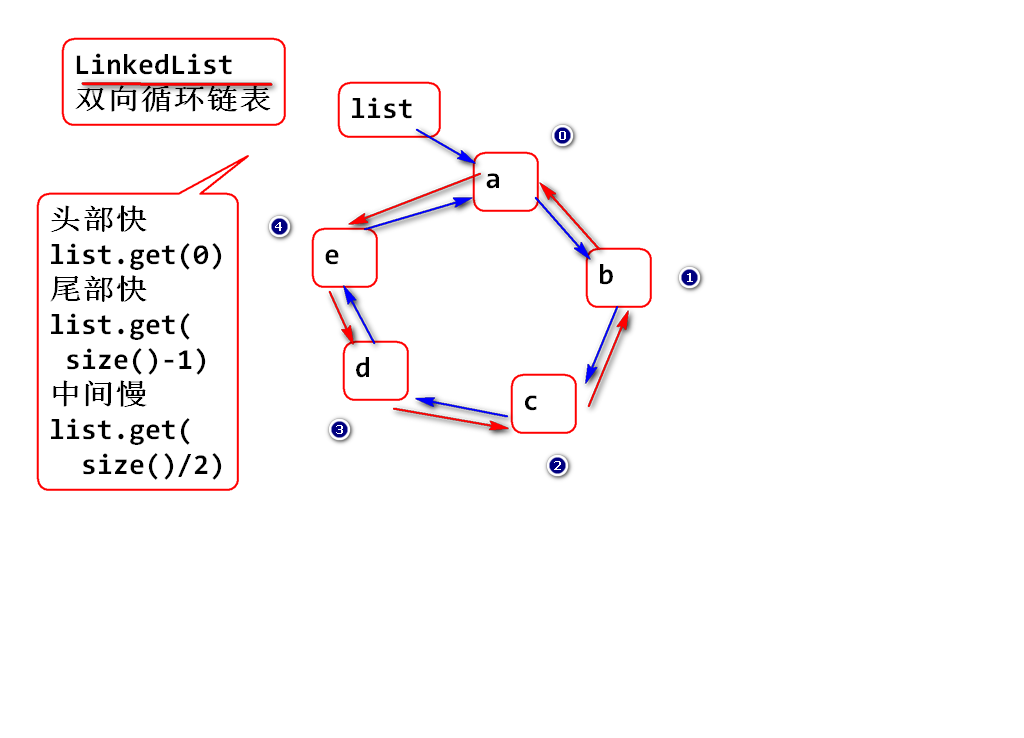 LinkedList
双向循环链表
list
0
a
4
头部快
list.get(0)
尾部快
list.get(
size()-1)
中间慢
list.get(
size()/2)
e
b
1
d
c
3
2